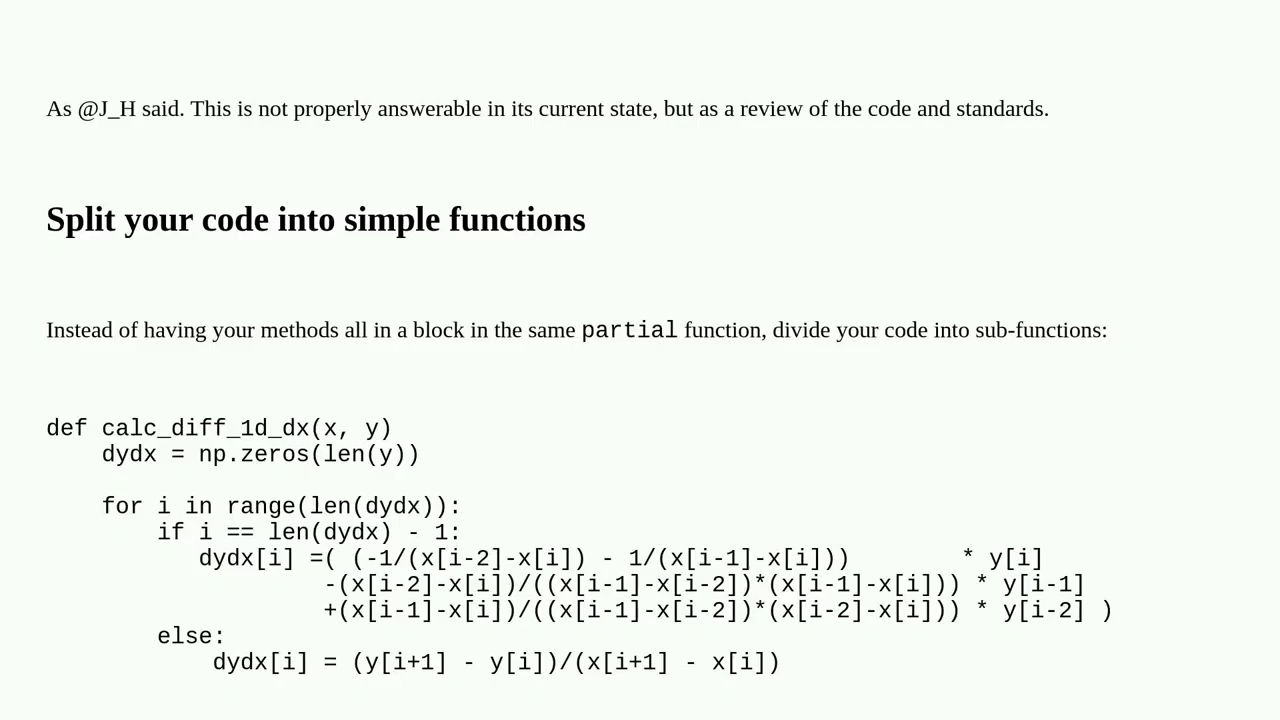 As @J_H said. This is not properly answerable in its current state, but as a review of the code and standards.
Split your code into simple functions
Instead of having your methods all in a block in the same partial function, divide your code into sub-functions:
def calc_diff_1d_dx(x, y)
    dydx = np.zeros(len(y))
    for i in range(len(dydx)):
        if i == len(dydx) - 1:
           dydx[i] =( (-1/(x[i-2]-x[i]) - 1/(x[i-1]-x[i]))        * y[i]
                    -(x[i-2]-x[i])/((x[i-1]-x[i-2])*(x[i-1]-x[i])) * y[i-1]
                    +(x[i-1]-x[i])/((x[i-1]-x[i-2])*(x[i-2]-x[i])) * y[i-2] )
        else:
            dydx[i] = (y[i+1] - y[i])/(x[i+1] - x[i])